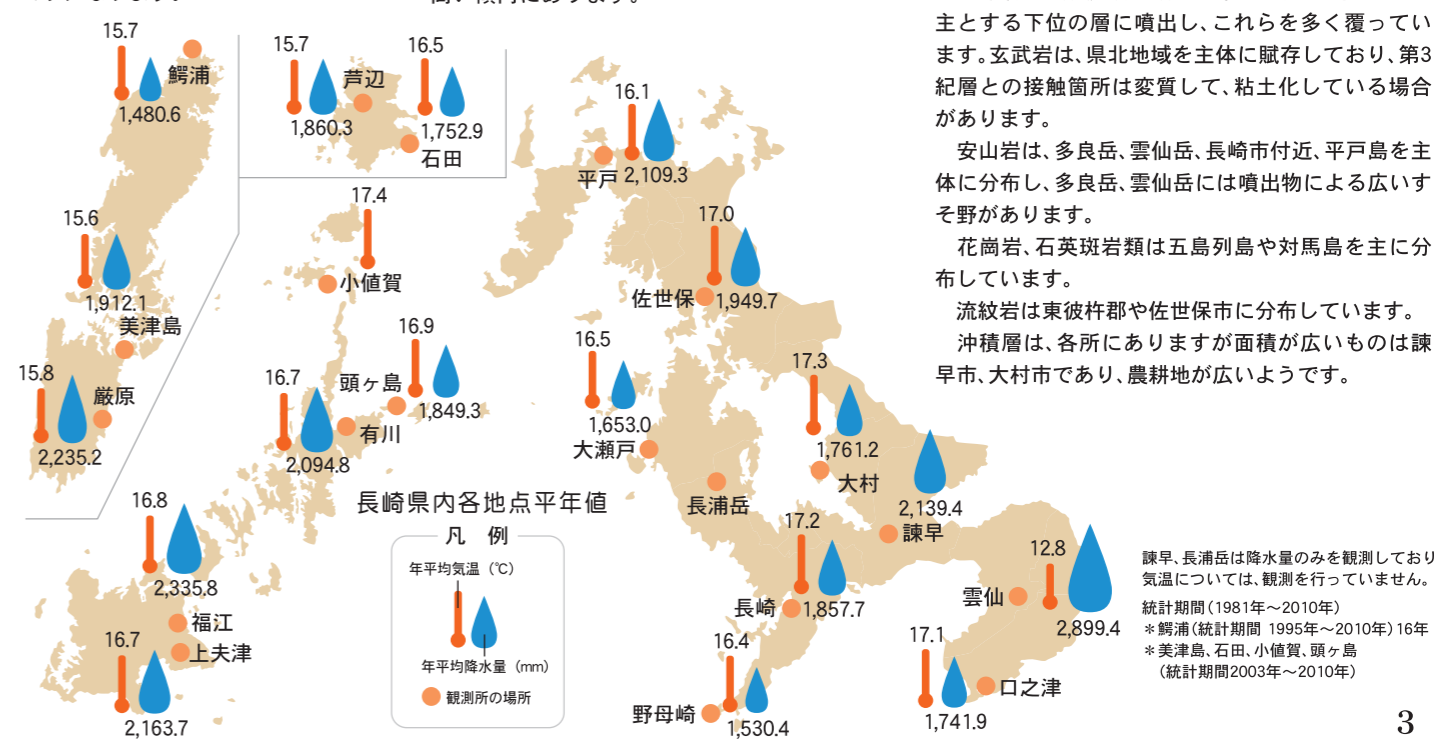 主とする下位の層に噴出し、これらを多く覆ってい
ます。玄武岩は、県北地域を主体に賦存しており、第3
紀層との接触箇所は変質して、粘土化している場合
があります。
　安山岩は、多良岳、雲仙岳、長崎市付近、平戸島を主
体に分布し、多良岳、雲仙岳には噴出物による広いす
そ野があります。
　花崗岩、石英斑岩類は五島列島や対馬島を主に分
布しています。
　流紋岩は東彼杵郡や佐世保市に分布しています。
　沖積層は、各所にありますが面積が広いものは諫
早市、大村市であり、農耕地が広いようです。
15.7
鰐浦
1,480.6
15.7
芦辺
1,860.3
16.5
1,752.9
石田
16.1
平戸
2,109.3
15.6
1,912.1
美津島
17.4
小値賀
17.0
佐世保
1,949.7
15.8
厳原
2,235.2
16.7
2,094.8
有川
頭ヶ島
16.9
1,849.3
16.5
1,653.0
大瀬戸
17.3
1,761.2
大村
長浦岳
2,139.4
諫早
16.8
2,335.8
福江
16.7
上夫津
2,163.7
17.2
長崎
1,857.7
12.8
雲仙
2,899.4
16.4
野母崎
1,530.4
17.1
口之津
1,741.9
長崎県内各地点平年値
凡　例
年平均気温（℃）
年平均降水量（mm）
観測所の場所
諫早、長浦岳は降水量のみを観測しており
気温については、観測を行っていません。
統計期間（1981年～2010年）
＊鰐浦（統計期間 1995年～2010年）16年
＊美津島、石田、小値賀、頭ヶ島
（統計期間2003年～2010年）
3